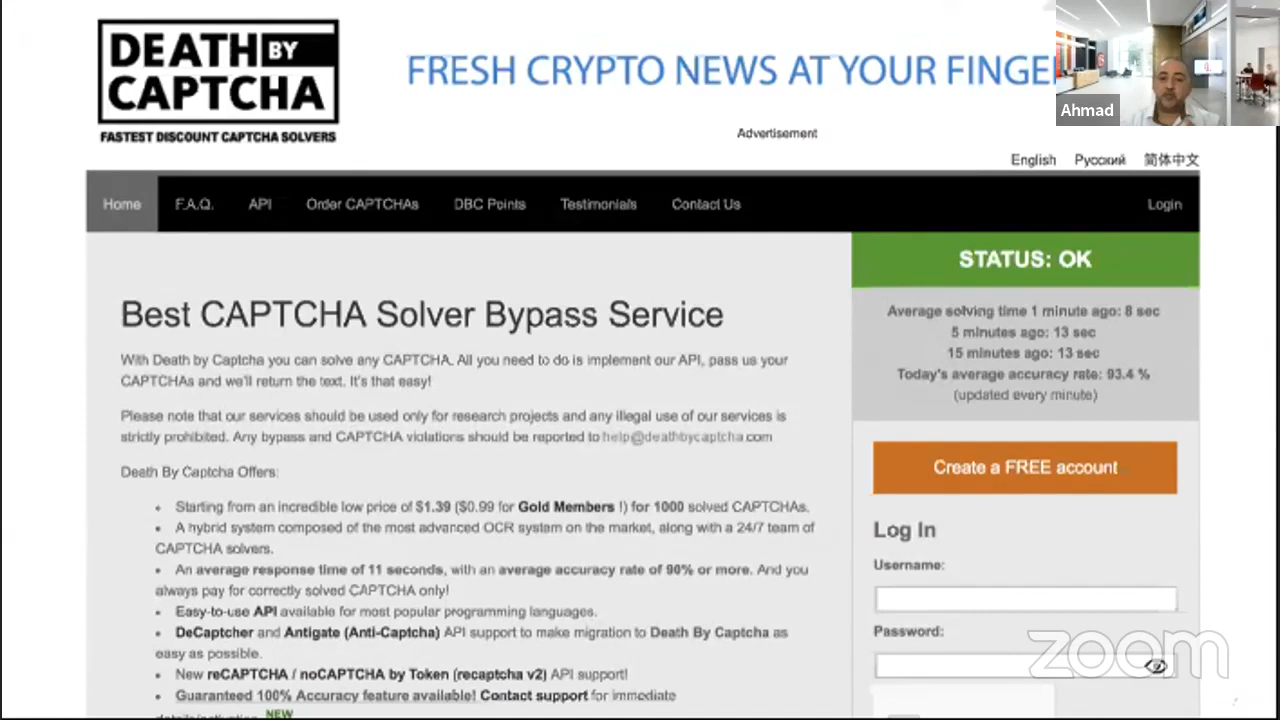 DEATH BY
CAPTCHA
FASTEST DISCOUNT CAPTCHA SOLVERS
FRESH CRYPTO NEWS AT YOUR FINGE
Ahmad
Advertisement
English Русский 简体中文
Home F.A.Q. API Order CAPTCHAs DBC Points Testimonials Contact Us Login
Best CAPTCHA Solver Bypass Service
With Death by Captcha you can solve any CAPTCHA. All you need to do is implement our API, pass us your
CAPTCHAs and we'll return the text. It's that easy!
Please note that our services should be used only for research projects and any illegal use of our services is
strictly prohibited. Any bypass and CAPTCHA violations should be reported to help@deathbycaptcha.com
Death By Captcha Offers:
• Starting from an incredible low price of $1.39 ($0.99 for Gold Members !) for 1000 solved CAPTCHAs.
• A hybrid system composed of the most advanced OCR system on the market, along with a 24/7 team of
CAPTCHA solvers.
• An average response time of 11 seconds, with an average accuracy rate of 90% or more. And you
always pay for correctly solved CAPTCHA only!
• Easy-to-use API available for most popular programming languages.
• DeCaptcher and Antigate (Anti-Captcha) API support to make migration to Death By Captcha as
easy as possible.
• New reCAPTCHA / noCAPTCHA by Token (recaptcha v2) API support!
• Guaranteed 100% Accuracy feature available! Contact support for immediate
NEW
STATUS: OK
Average solving time 1 minute ago: 8 sec
5 minutes ago: 13 sec
15 minutes ago: 13 sec
Today's average accuracy rate: 93.4 %
(updated every minute)
Create a FREE account
Log In
Username:
Password:
zoom